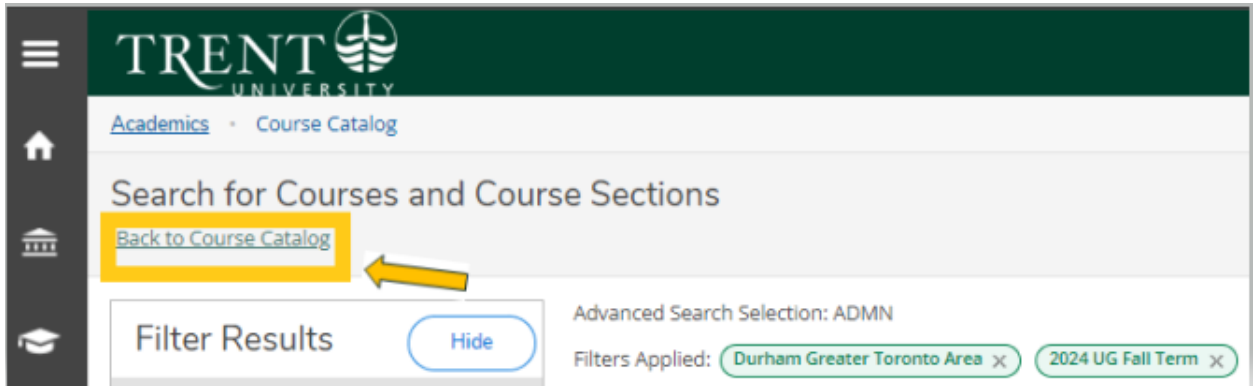 TRENT
UNIVERSITY
Academics · Course Catalog
Search for Courses and Course Sections
Back to Course Catalog
Filter Results
Hide
Advanced Search Selection: ADMN
Filters Applied: Durham Greater Toronto Area × 2024 UG Fall Term ×